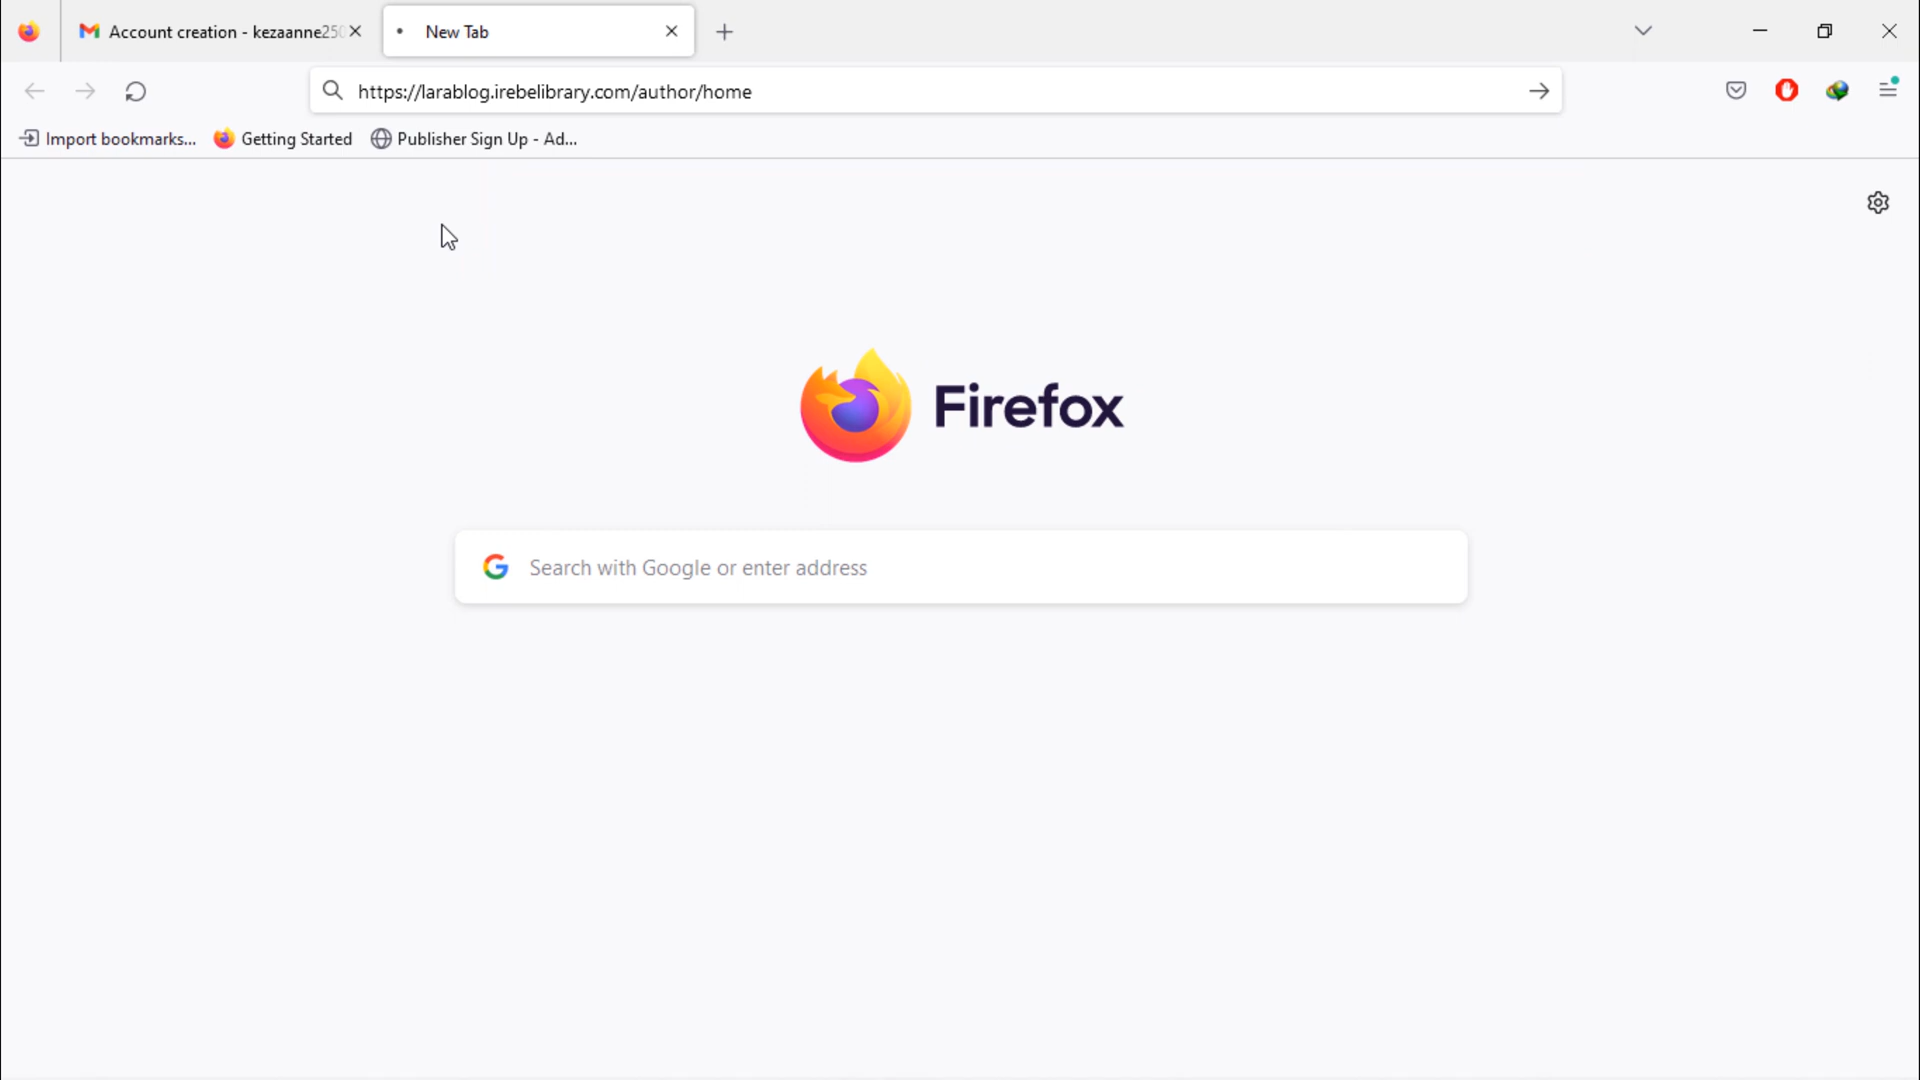 Account creation - kezaanne250
New Tab
https://larablog.irebelibrary.com/author/home
Import bookmarks...
Getting Started
Publisher Sign Up - Ad...
Firefox
Search with Google or enter address